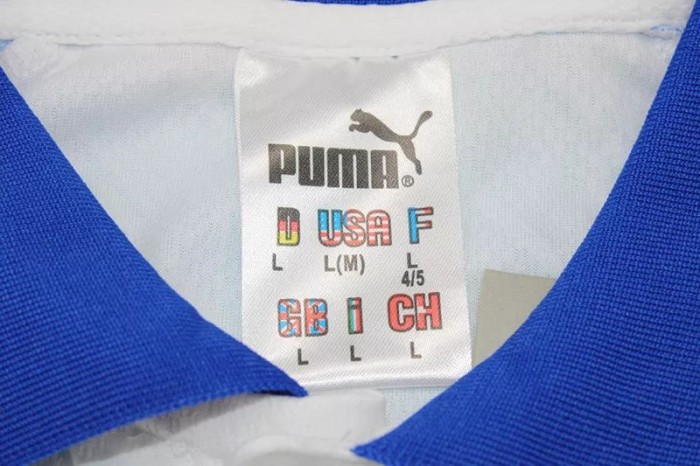 PUMA®
D USA F
L L(M) L
4/5
GB i CH
L L L